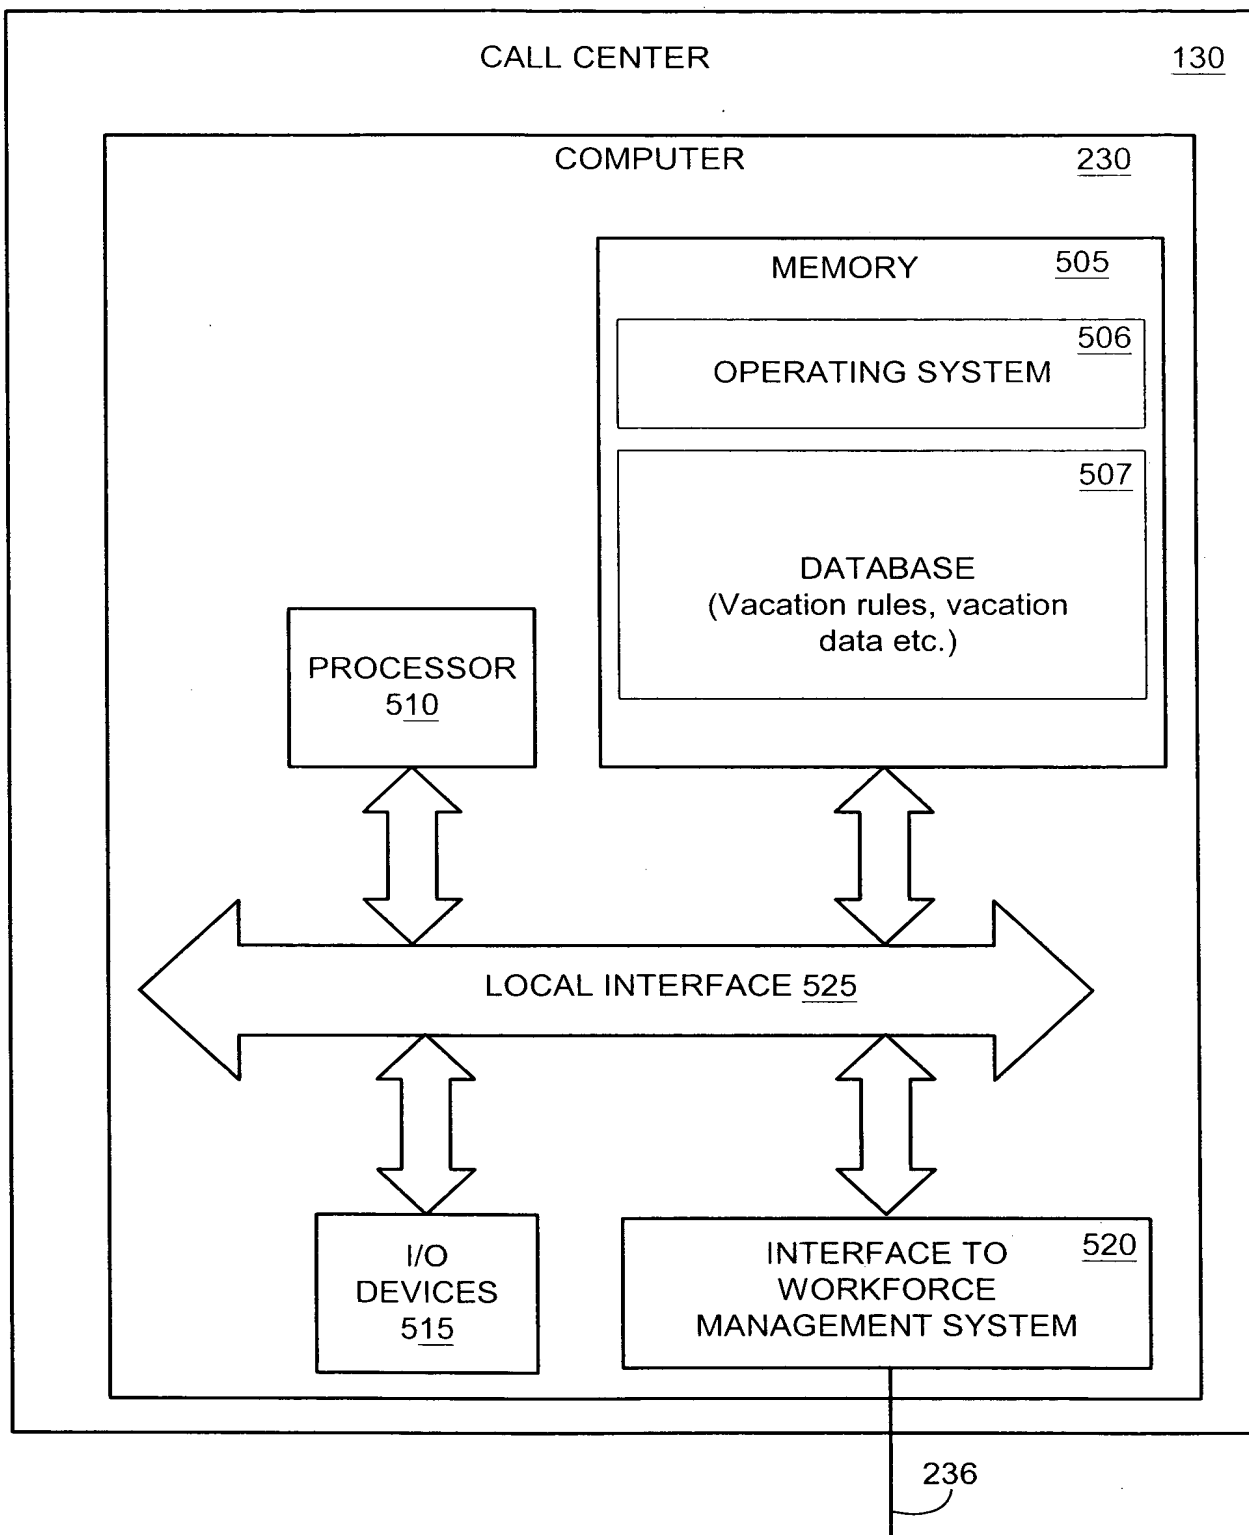 CALL CENTER 130
COMPUTER 230
MEMORY 505
506
OPERATING SYSTEM
507
DATABASE
(Vacation rules, vacation
data etc.)
PROCESSOR
510
LOCAL INTERFACE 525
I/O
DEVICES
515
520
INTERFACE TO
WORKFORCE
MANAGEMENT SYSTEM
236